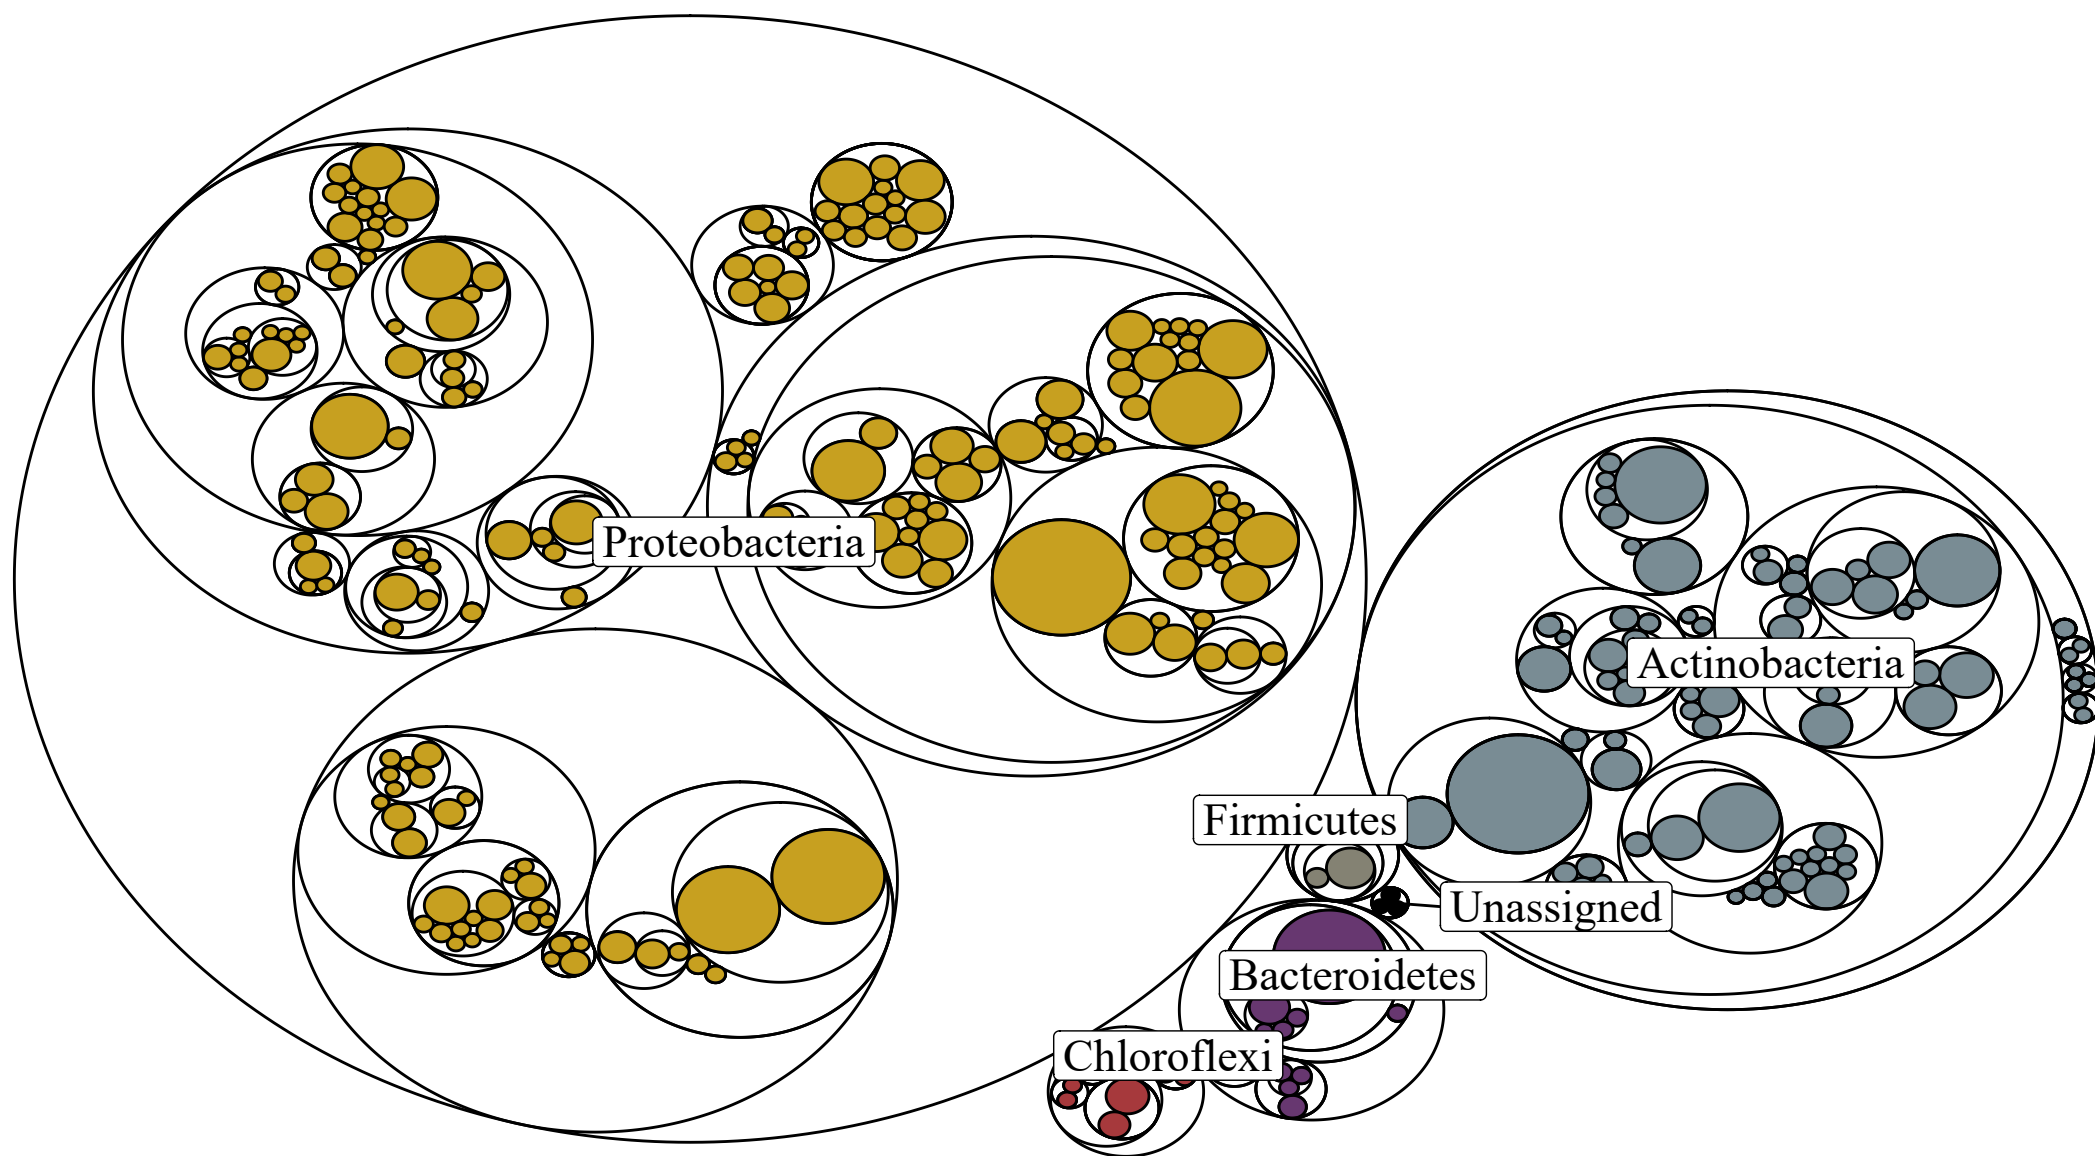 Proteobacteria
Actinobacteria
Firmicutes
Unassigned
Bacteroidetes
Chloroflexi